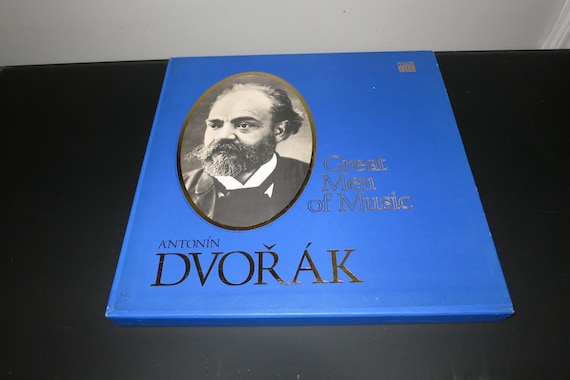 Great
Men
of Music
ANTONÍN
DVOŘÁK